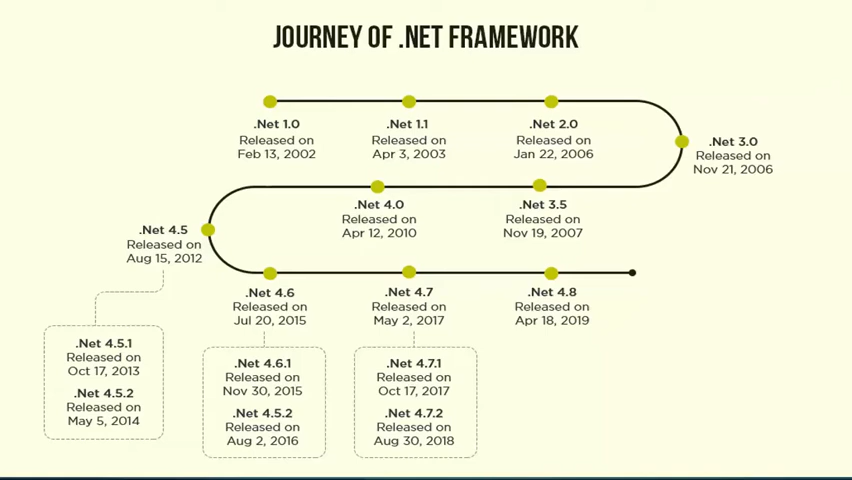 JOURNEY OF .NET FRAMEWORK
.Net 1.0
Released on
Feb 13, 2002
.Net 1.1
Released on
Apr 3, 2003
.Net 2.0
Released on
Jan 22, 2006
.Net 3.0
Released on
Nov 21, 2006
.Net 3.5
Released on
Nov 19, 2007
.Net 4.0
Released on
Apr 12, 2010
.Net 4.5
Released on
Aug 15, 2012
.Net 4.5.1
Released on
Oct 17, 2013
.Net 4.5.2
Released on
May 5, 2014
.Net 4.6
Released on
Jul 20, 2015
.Net 4.6.1
Released on
Nov 30, 2015
.Net 4.5.2
Released on
Aug 2, 2016
.Net 4.7
Released on
May 2, 2017
.Net 4.7.1
Released on
Oct 17, 2017
.Net 4.7.2
Released on
Aug 30, 2018
.Net 4.8
Released on
Apr 18, 2019